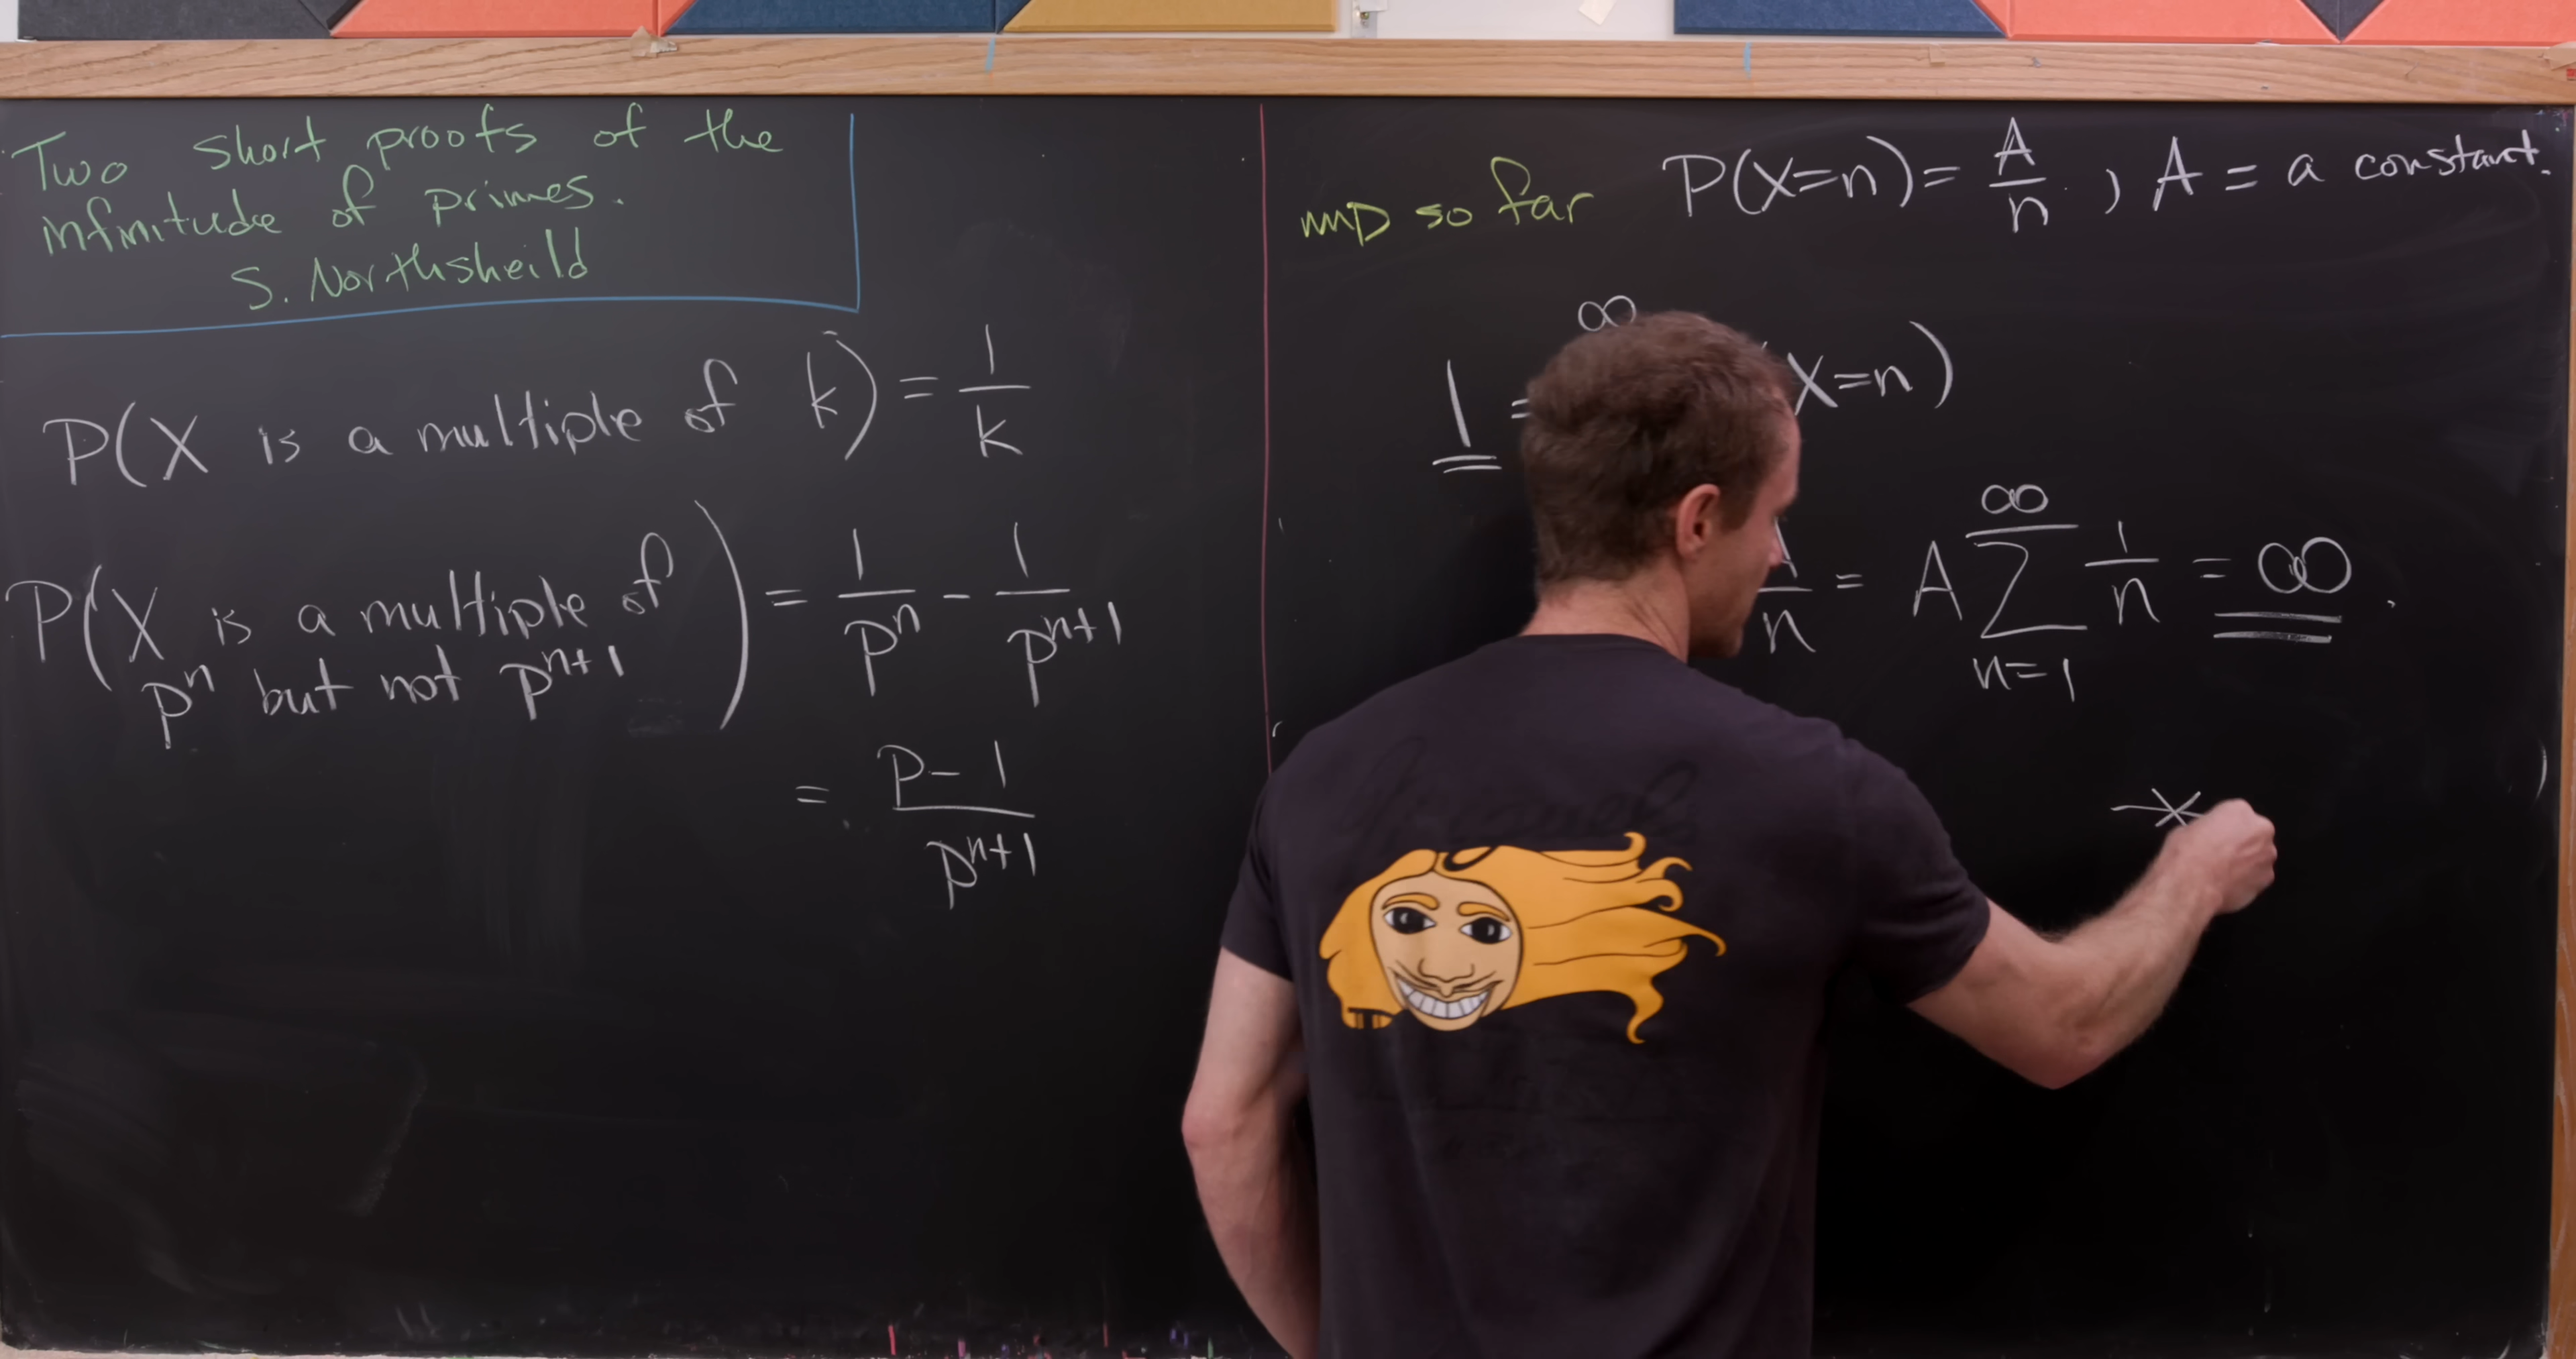 Two short proofs of the
infinitude of primes.
S. Northsheild
P(X is a multiple of k) = 1/k
P(X is a multiple of
p^n but not p^{n+1}) = 1/p^n - 1/p^{n+1}
= p-1/p^{n+1}
so far P(X=n) = A/n, A = a constant.
1 = ∞ X=n)
n = A ∑_{n=1}^{∞} 1/n = ∞.